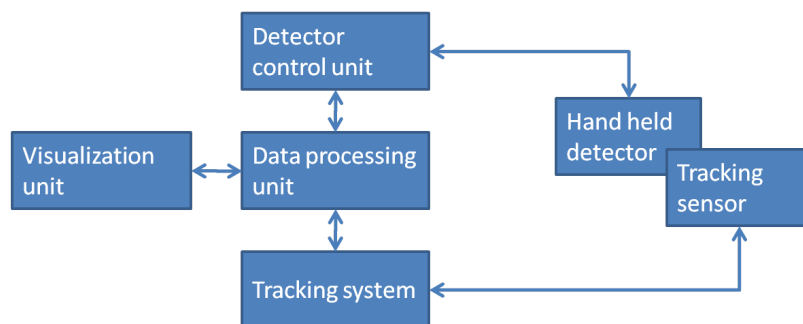 Detector
control unit
Hand held
detector
Visualization
unit
Data processing
unit
Tracking
sensor
Tracking system